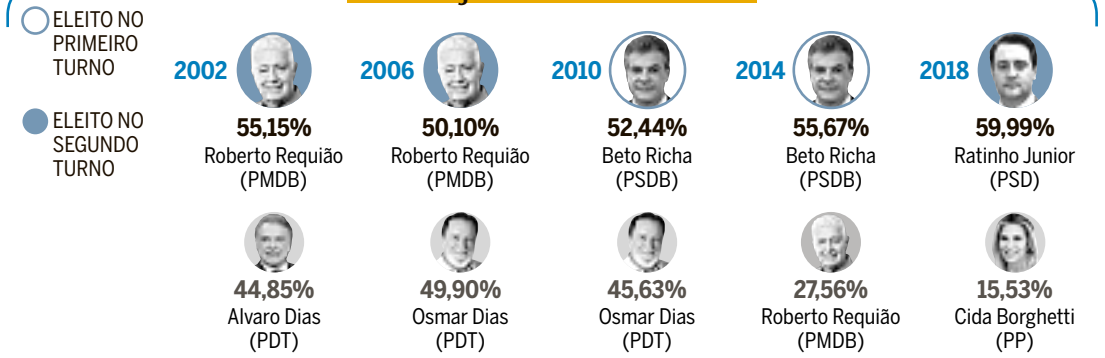 ELEITO NO
PRIMEIRO
TURNO
ELEITO NO
SEGUNDO
TURNO
2002
55,15%
Roberto Requião
(PMDB)
44,85%
Alvaro Dias
(PDT)
2006
50,10%
Roberto Requião
(PMDB)
49,90%
Osmar Dias
(PDT)
2010
52,44%
Beto Richa
(PSDB)
45,63%
Osmar Dias
(PDT)
2014
55,67%
Beto Richa
(PSDB)
27,56%
Roberto Requião
(PMDB)
2018
59,99%
Ratinho Junior
(PSD)
15,53%
Cida Borghetti
(PP)